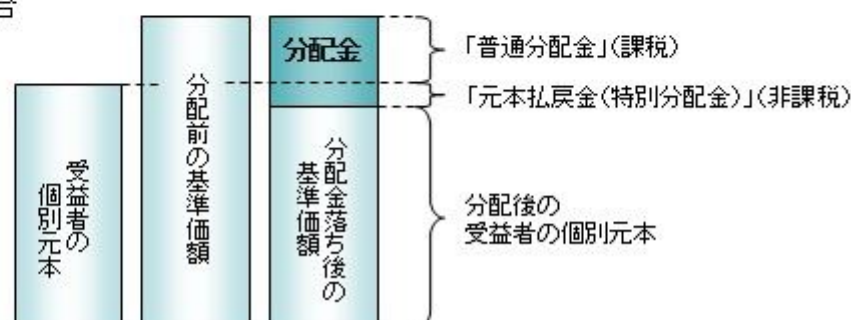 合
分配金
「普通分配金」(課税)
「元本払戻金(特別分配金)」(非課税)
受益者の
個別元本
分配前の基準価額
分配金落ち後の
基準価額
分配後の
受益者の個別元本